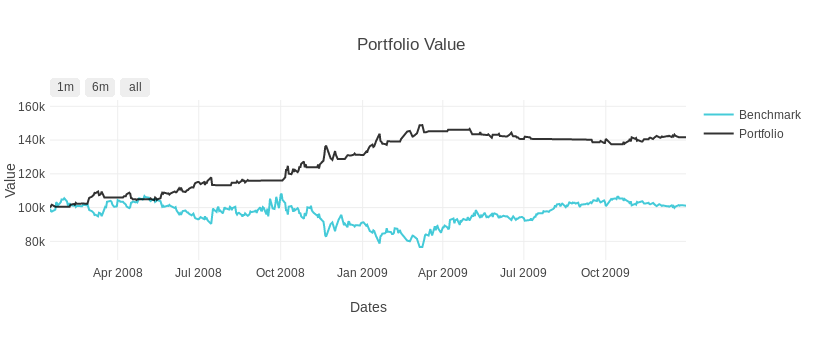 Portfolio Value
1m 6m all
160k
140k
120k
100k
80k
Value
Apr 2008 Jul 2008 Oct 2008 Jan 2009 Apr 2009 Jul 2009 Oct 2009
Dates
Benchmark
Portfolio